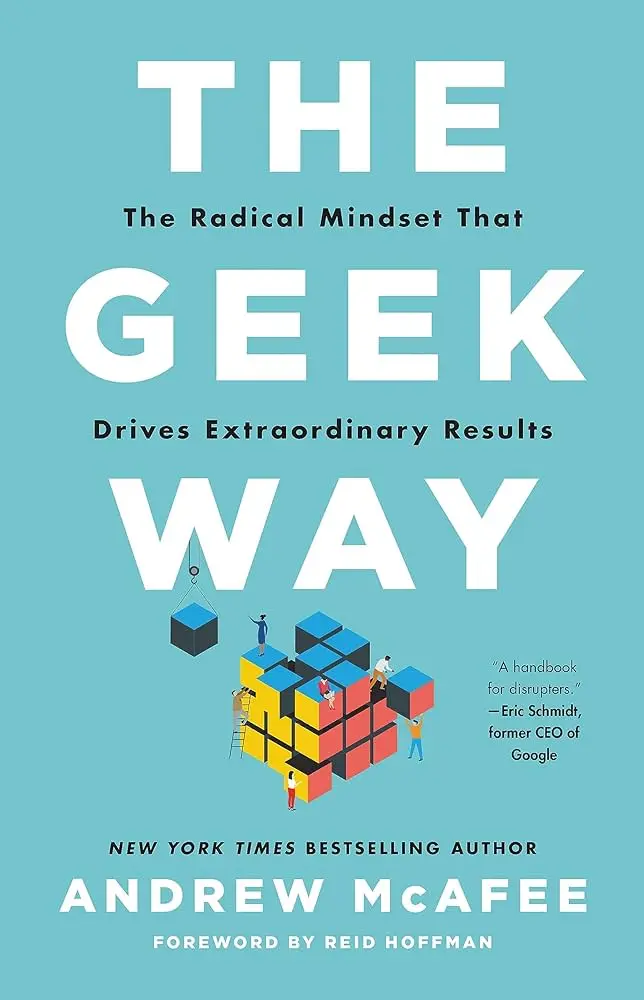 THE
The Radical Mindset That
GEEK
Drives Extraordinary Results
WAY
“A handbook
for disrupters.”
—Eric Schmidt,
former CEO of
Google
NEW YORK TIMES BESTSELLING AUTHOR
ANDREW McAFEE
FOREWORD BY REID HOFFMAN